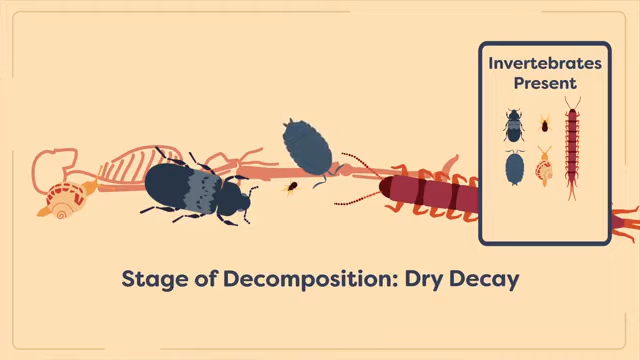 Invertebrates
Present
Stage of Decomposition: Dry Decay